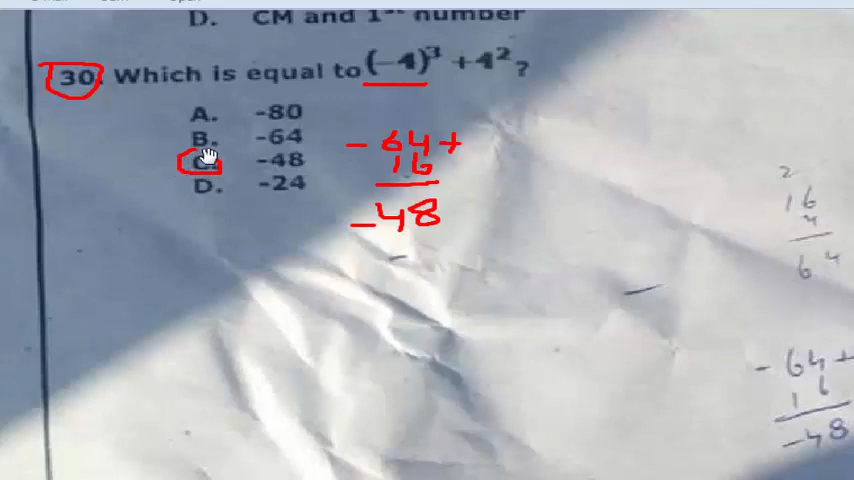 D. CM and 1st number
30. Which is equal to (-4)³ + 4²?
A. -80
B. -64
C. -48
D. -24
- 64 +
16
-48
2
16
4
64
- 64 +
16
-48